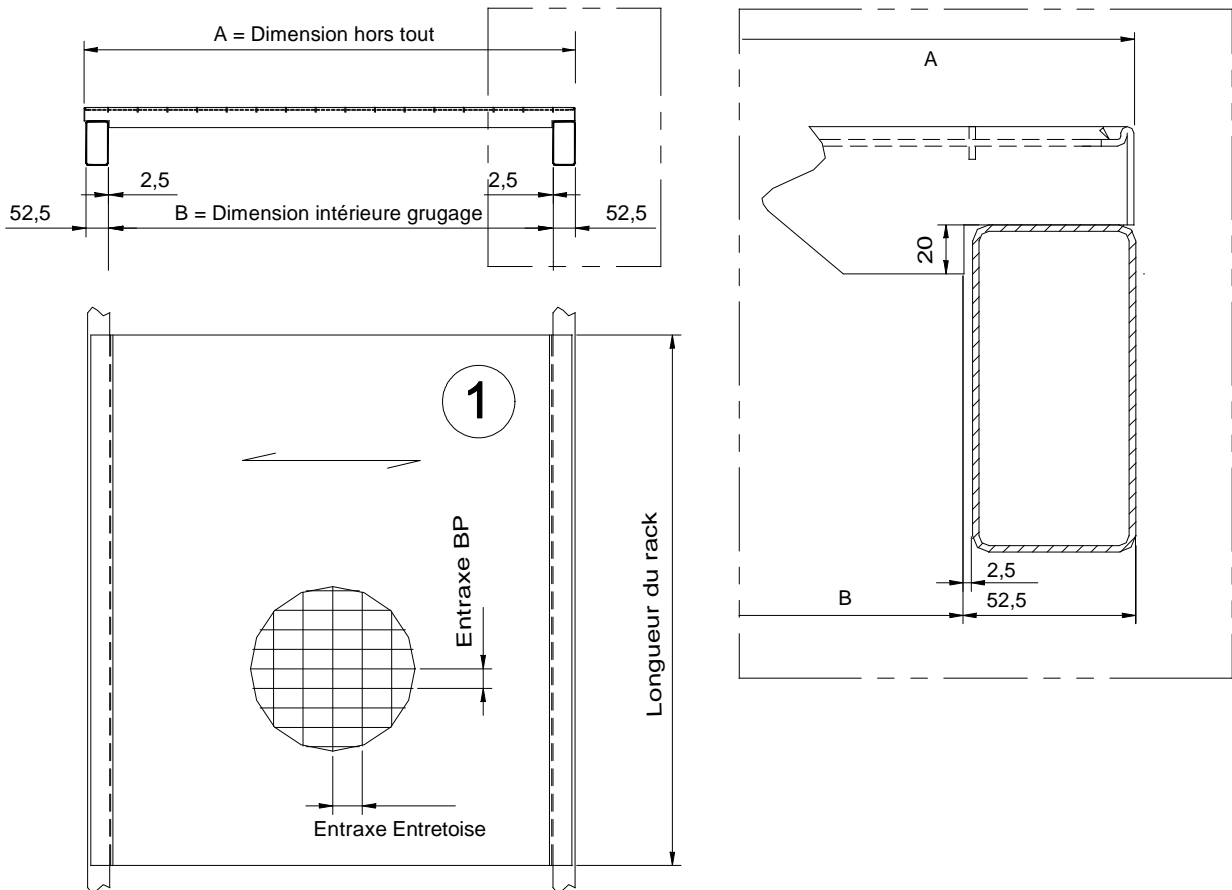 A = Dimension hors tout
2,5
2,5
52,5
B = Dimension intérieure grugage
52,5
1
Entraxe BP
Longueur du rack
Entraxe Entretoise
A
20
2,5
B
52,5